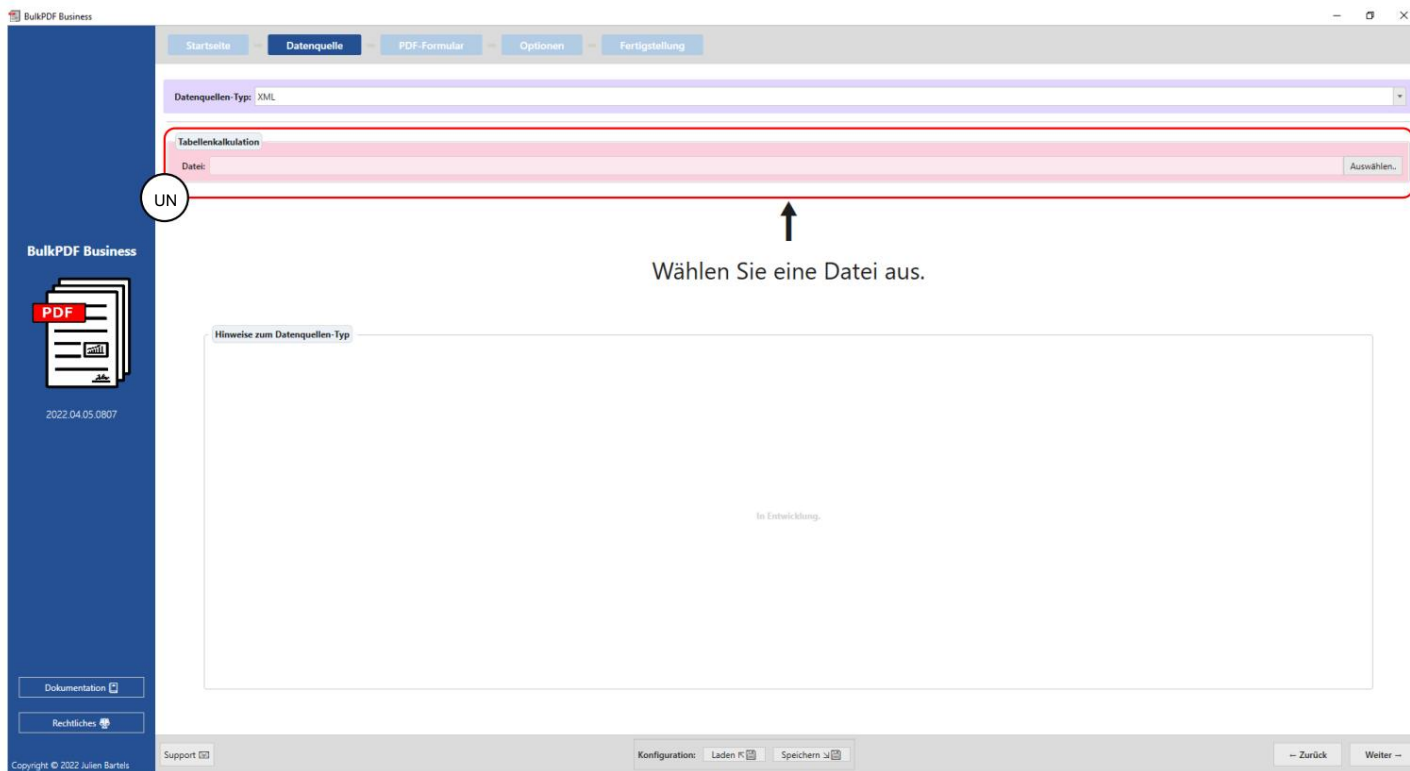 BulkPDF Business
Startseite Datenquelle PDF-Formular Optionen Fertigstellung
Datenquellen-Typ: XML
Tabellenkalkulation
Datei: Auswählen..
UN
Wählen Sie eine Datei aus.
BulkPDF Business
PDF
2022.04.05.0807
Hinweise zum Datenquellen-Typ
In Entwicklung.
Dokumentation
Rechtliches
Copyright © 2022 Julien Bartels
Support
Konfiguration: Laden Speichern
← Zurück Weiter →